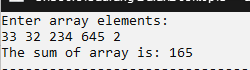 Enter array elements:
33 32 234 645 2
The sum of array is: 165